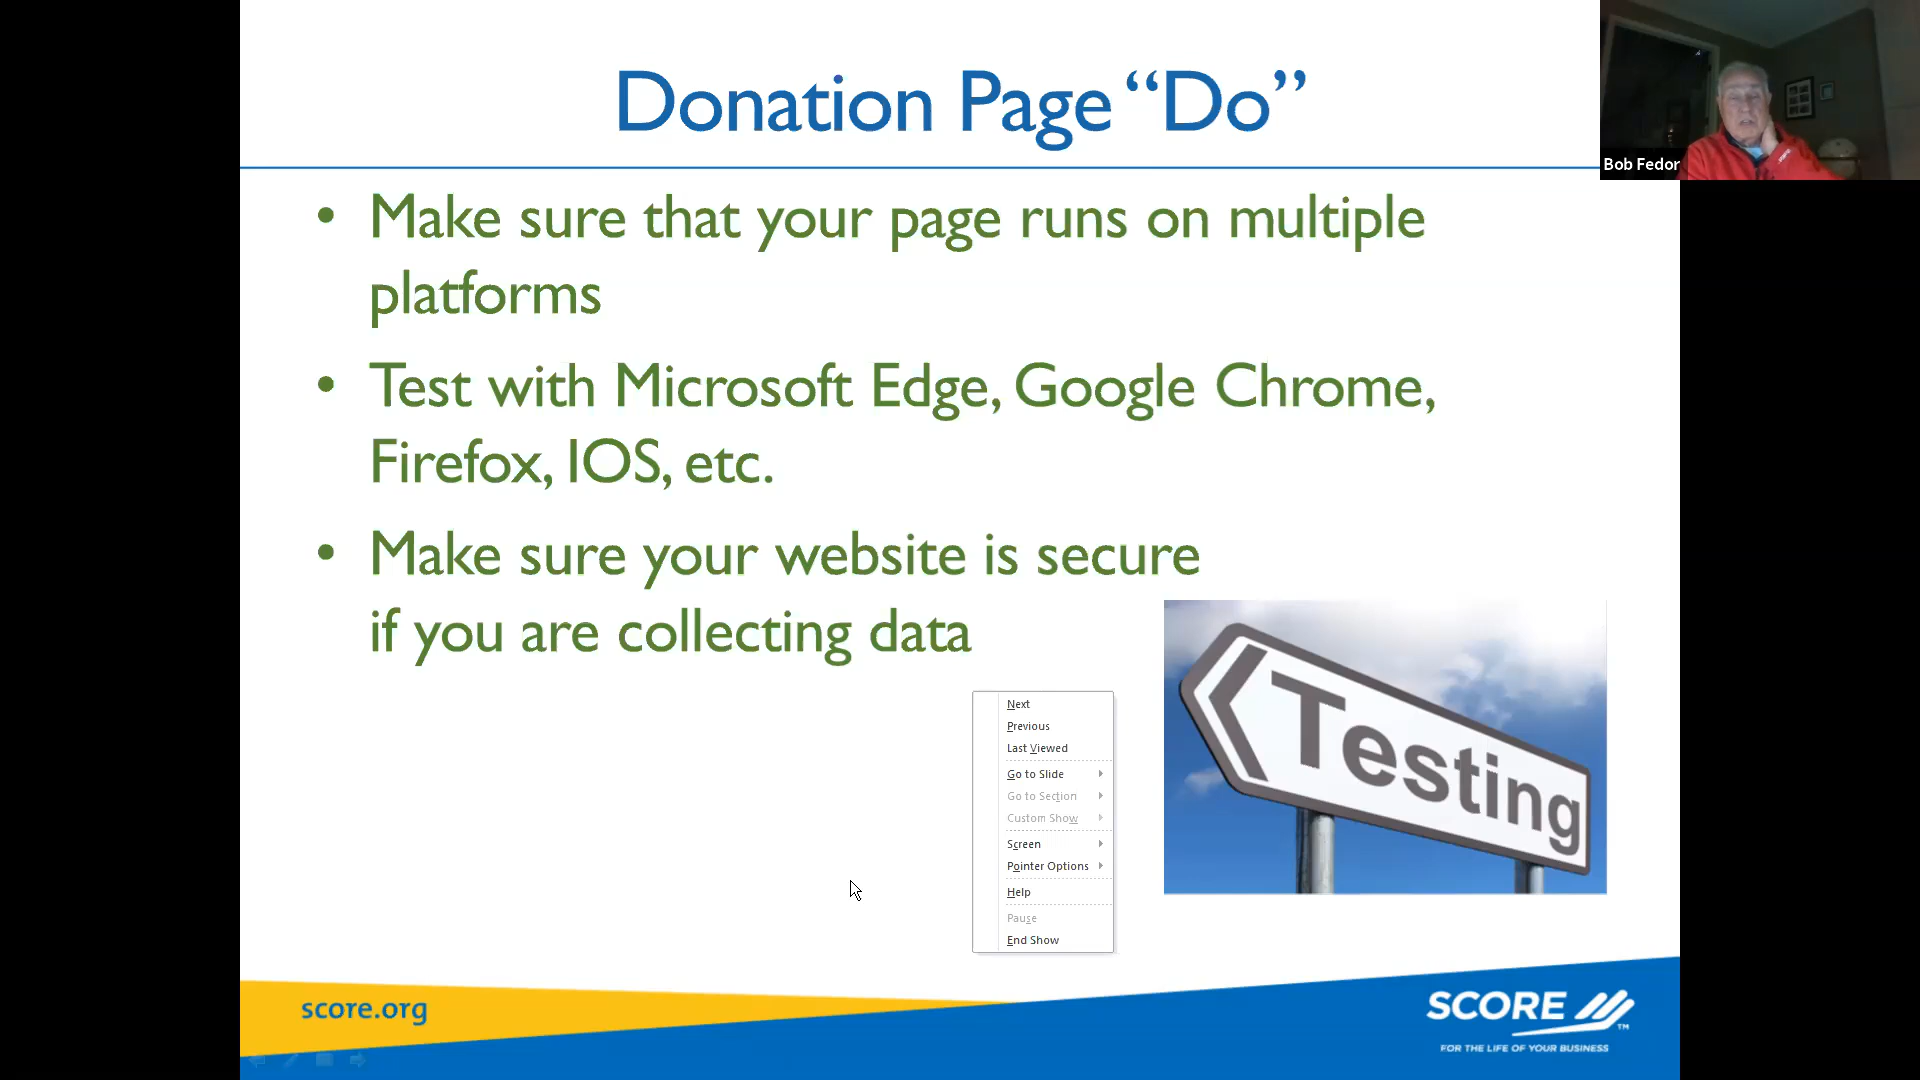 Donation Page “Do”
Bob Fedor
• Make sure that your page runs on multiple
platforms
• Test with Microsoft Edge, Google Chrome,
Firefox, IOS, etc.
• Make sure your website is secure
if you are collecting data
Next
Previous
Last Viewed
Go to Slide
Go to Section
Custom Show
Screen
Pointer Options
Help
Pause
End Show
Testing
score.org
SCORE
TM
FOR THE LIFE OF YOUR BUSINESS